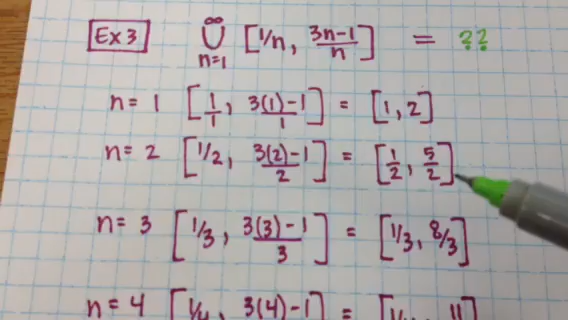 Ex 3 ∞⋃n=1 [1/n, 3n-1/n] = ??
n = 1 [1/1, 3(1)-1/1] = [1, 2]
n = 2 [1/2, 3(2)-1/2] = [1/2, 5/2]
n = 3 [1/3, 3(3)-1/3] = [1/3, 8/3]
n = 4 [1/4, 3(4)-1 ] = [ , 11 ]